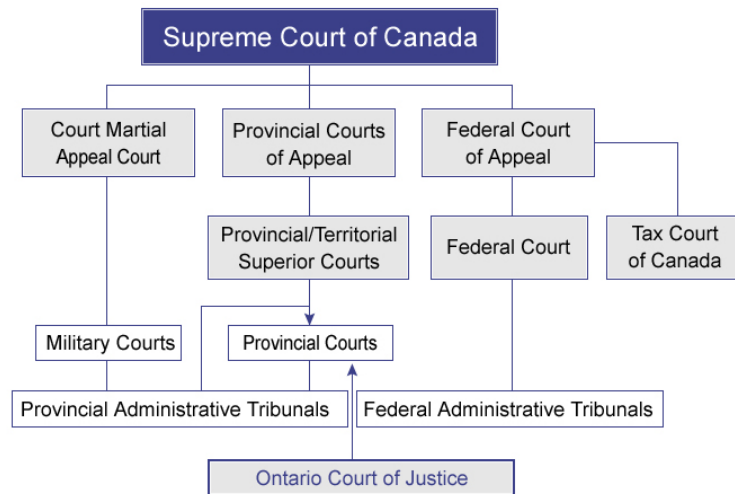 Supreme Court of Canada
Court Martial
Appeal Court
Provincial Courts
of Appeal
Federal Court
of Appeal
Provincial/Territorial
Superior Courts
Federal Court
Tax Court
of Canada
Military Courts
Provincial Courts
Provincial Administrative Tribunals
Federal Administrative Tribunals
Ontario Court of Justice